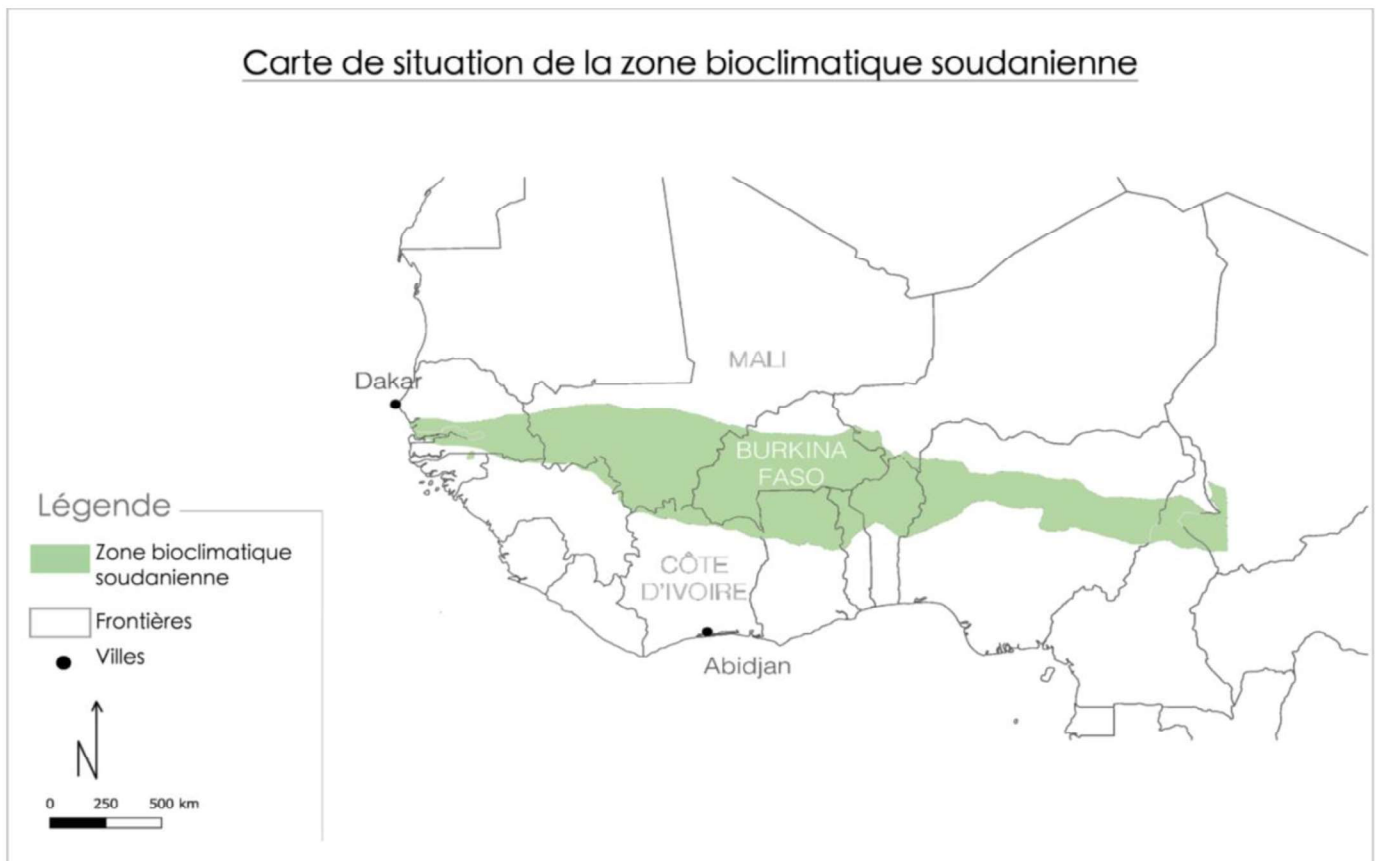 Carte de situation de la zone bioclimatique soudanienne
MALI
Dakar
BURKINA
FASO
Légende
Zone bioclimatique
soudanienne
CÔTE
D'IVOIRE
Frontières
Villes
Abidjan
N
0 250 500 km